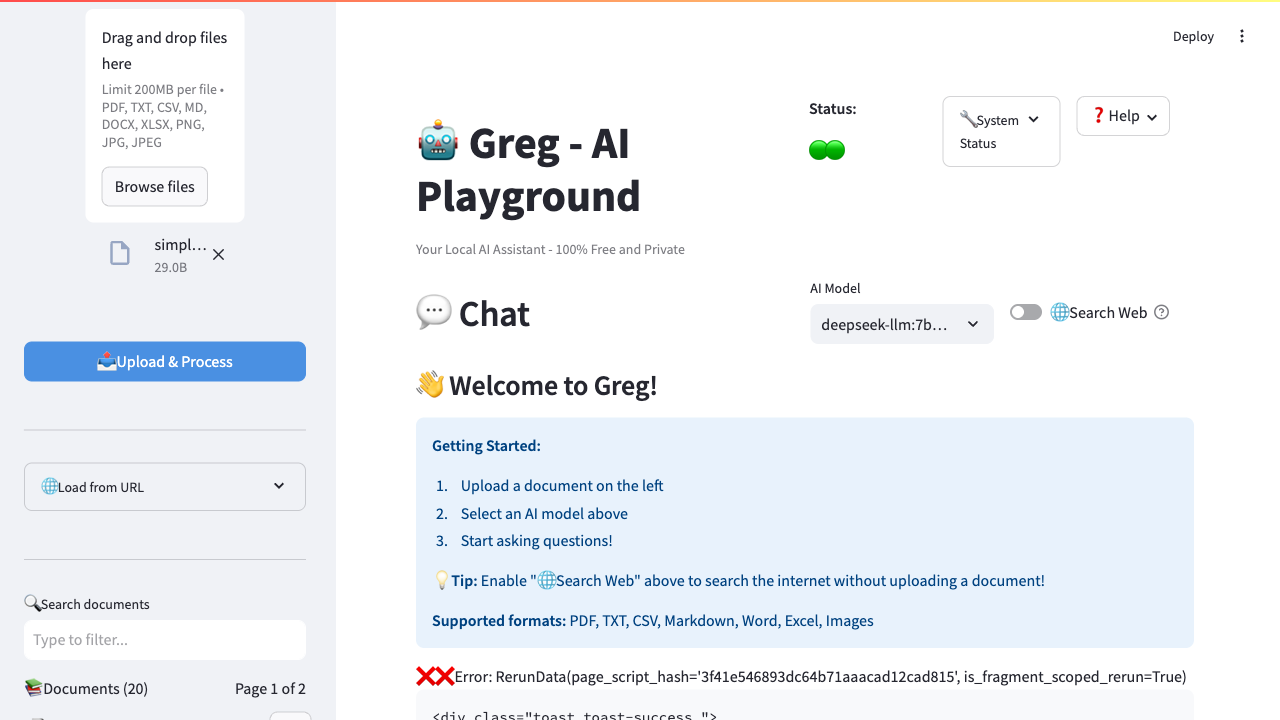 Drag and drop files
here
Limit 200MB per file •
PDF, TXT, CSV, MD,
DOCX, XLSX, PNG,
JPG, JPEG
Browse files
simpl...
29.0B
Upload & Process
Load from URL
Search documents
Type to filter...
Documents (20)
Page 1 of 2
Deploy
Greg - AI
Playground
Your Local AI Assistant - 100% Free and Private
Status:
System
Status
Help
Chat
AI Model
deepseek-llm:7b...
Search Web
Welcome to Greg!
Getting Started:
1. Upload a document on the left
2. Select an AI model above
3. Start asking questions!
Tip: Enable "🌐Search Web" above to search the internet without uploading a document!
Supported formats: PDF, TXT, CSV, Markdown, Word, Excel, Images
❌❌Error: RerunData(page_script_hash='3f41e546893dc64b71aaacad12cad815', is_fragment_scoped_rerun=True)
<div class="toast toast-success ">